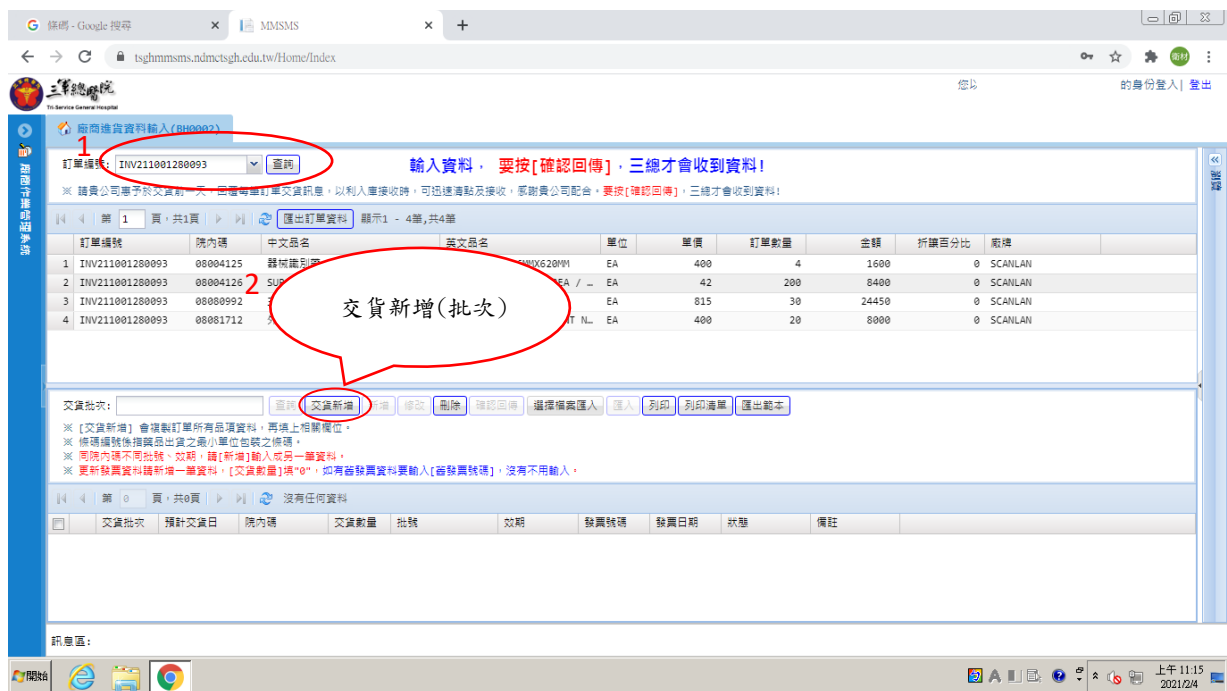 條碼 - Google 搜尋
MMSMS
tsghmmsms.ndmctsgh.edu.tw/Home/Index
衛材
三軍總醫院
Tri-Service General Hospital
您以 的身份登入| 登出
廠商進貨資料輸入(BH0002)
1
訂單編號: INV211001280093 查詢
輸入資料, 要按[確認回傳],三總才會收到資料!
※ 請貴公司惠予於交貨前一天,回覆每筆訂單交貨訊息,以利入庫接收時,可迅速清點及接收,感謝貴公司配合。要按[確認回傳],三總才會收到資料!
第 1 頁,共1頁 匯出訂單資料 顯示1 - 4筆,共4筆
訂單編號 院內碼 中文品名 英文品名 單位 單價 訂單數量 金額 折讓百分比 廠牌
1 INV211001280093 08004125 器械識別 MMX620MM EA 400 4 1600 0 SCANLAN
2 INV211001280093 08004126 SUP EA / … EA 42 200 8400 0 SCANLAN
3 INV211001280093 08080992 EA 815 30 24450 0 SCANLAN
4 INV211001280093 08081712 NT N… EA 400 20 8000 0 SCANLAN
2
交貨新增(批次)
交貨批次: 查詢 交貨新增 新增 修改 刪除 確認回傳 選擇檔案匯入 匯入 列印 列印清單 匯出範本
※ [交貨新增] 會複製訂單所有品項資料,再填上相關欄位。
※ 條碼編號係指藥品出貨之最小單位包裝之條碼。
※ 同院內碼不同批號、效期,請[新增]輸入成另一筆資料。
※ 更新發票資料請新增一筆資料,[交貨數量]填"0",如有舊發票資料要輸入[舊發票號碼],沒有不用輸入。
第 0 頁,共0頁 沒有任何資料
交貨批次 預計交貨日 院內碼 交貨數量 批號 效期 發票號碼 發票日期 狀態 備註
訊息區:
廠商作業管理系統
參數
開始
上午 11:15
2021/2/4